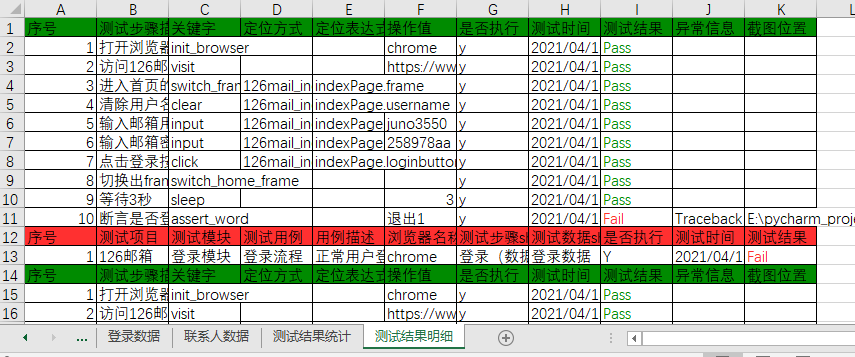 A B C D E F G H I J K L
1 序号 测试步骤描 关键字 定位方式 定位表达式 操作值 是否执行 测试时间 测试结果 异常信息 截图位置
2 1 打开浏览器 init_browser chrome y 2021/04/1 Pass
3 2 访问126邮 visit https://ww y 2021/04/1 Pass
4 3 进入首页的 switch_fram 126mail_in indexPage.frame y 2021/04/1 Pass
5 4 清除用户名 clear 126mail_in indexPage.username y 2021/04/1 Pass
6 5 输入邮箱用 input 126mail_in indexPage. juno3550 y 2021/04/1 Pass
7 6 输入邮箱密 input 126mail_in indexPage. 258978aa y 2021/04/1 Pass
8 7 点击登录按 click 126mail_in indexPage.loginbutto y 2021/04/1 Pass
9 8 切换出fram switch_home_frame y 2021/04/1 Pass
10 9 等待3秒 sleep 3 y 2021/04/1 Pass
11 10 断言是否登 assert_word 退出1 y 2021/04/1 Fail Traceback E:\pycharm_proj
12 序号 测试项目 测试模块 测试用例 用例描述 浏览器名称 测试步骤sh 测试数据sh 是否执行 测试时间 测试结果
13 1 126邮箱 登录模块 登录流程 正常用户登 chrome 登录（数据 登录数据 Y 2021/04/1 Fail
14 序号 测试步骤描 关键字 定位方式 定位表达式 操作值 是否执行 测试时间 测试结果 异常信息 截图位置
15 1 打开浏览器 init_browser chrome y 2021/04/1 Pass
16 2 访问126邮 visit https://ww y 2021/04/1 Pass
... 登录数据 联系人数据 测试结果统计 测试结果明细